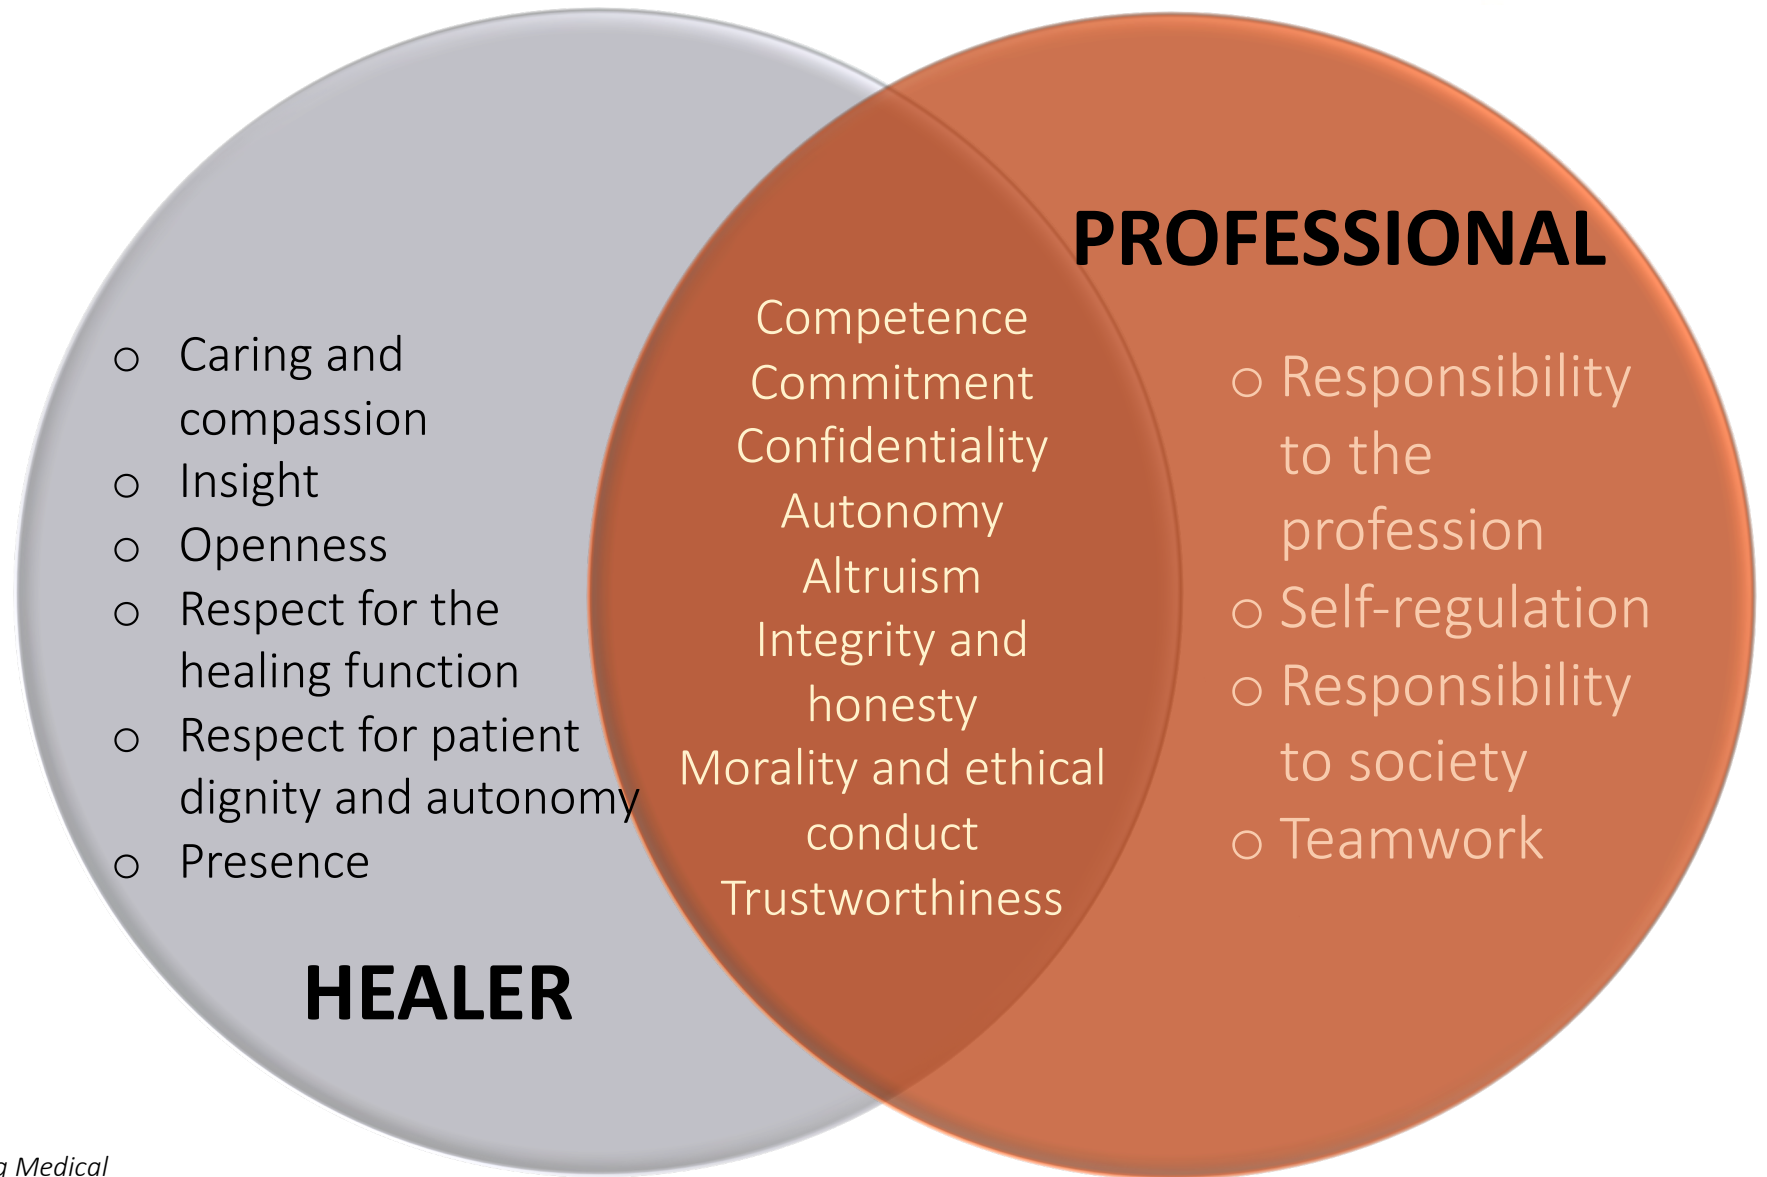 PROFESSIONAL
○ Caring and
compassion
○ Insight
○ Openness
○ Respect for the
healing function
○ Respect for patient
dignity and autonomy
○ Presence
HEALER
Competence
Commitment
Confidentiality
Autonomy
Altruism
Integrity and
honesty
Morality and ethical
conduct
Trustworthiness
○ Responsibility
to the
profession
○ Self-regulation
○ Responsibility
to society
○ Teamwork
Medical